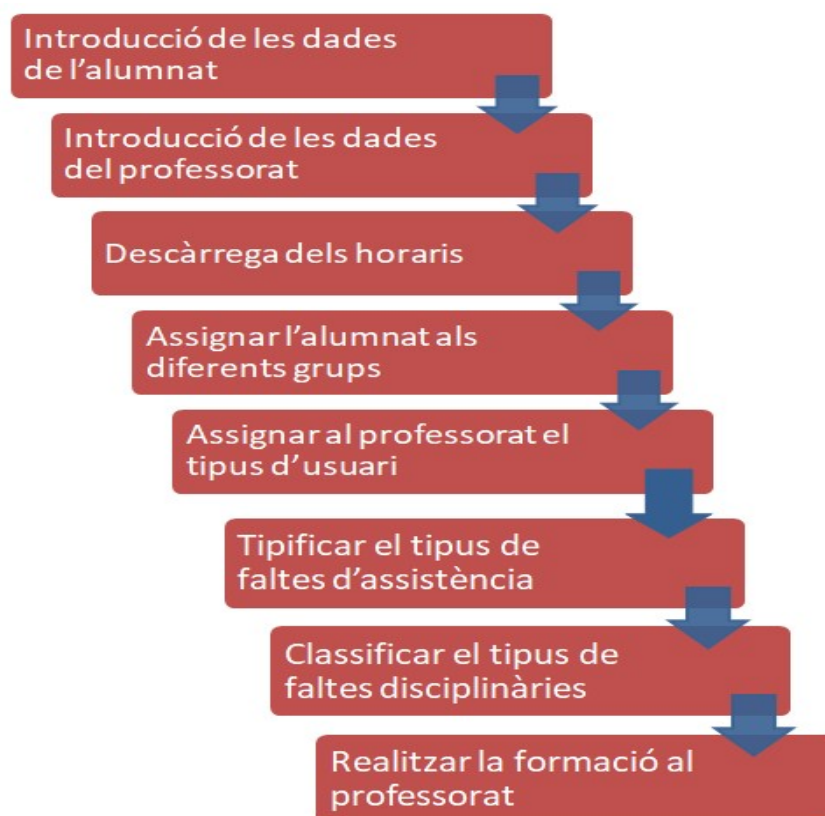 Introducció de les dades
de l’alumnat
Introducció de les dades
del professorat
Descàrrega dels horaris
Assignar l’alumnat als
diferents grups
Assignar al professorat el
tipus d’usuari
Tipificar el tipus de
faltes d’assistència
Classificar el tipus de
faltes disciplinàries
Realitzar la formació al
professorat